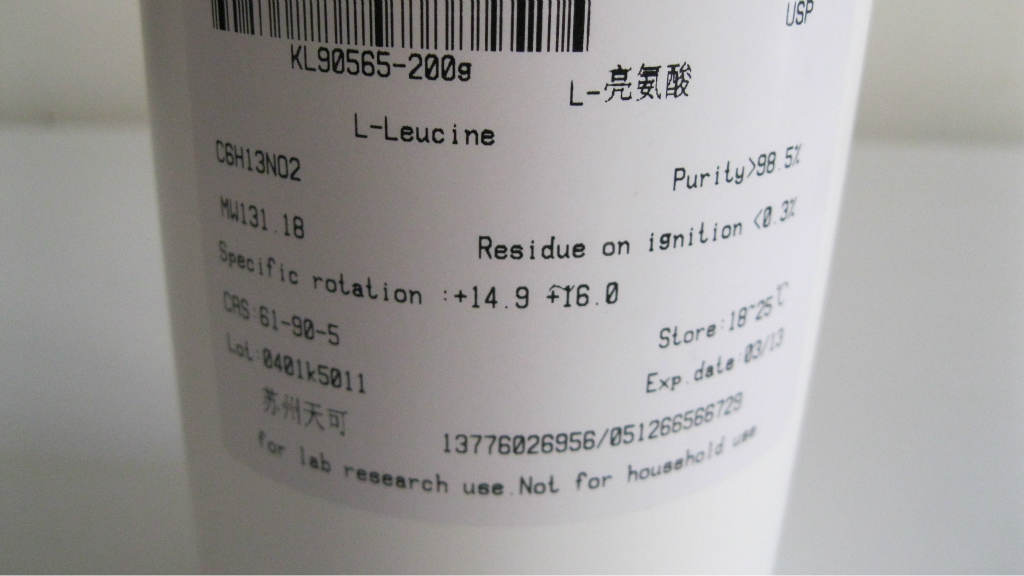 USP
KL90565-200g
L-亮氨酸
L-Leucine
C6H13NO2
Purity>98.5%
MW131.18
Residue on ignition <0.3%
Specific rotation :+14.9 ~+16.0
CAS:61-90-5
Store:18~25℃
Lot:0401k5011
Exp.date:03/13
苏州天可
13776026956/051266566729
for lab research use.Not for household use